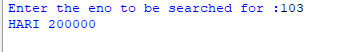 Enter the eno to be searched for :103
HARI 200000